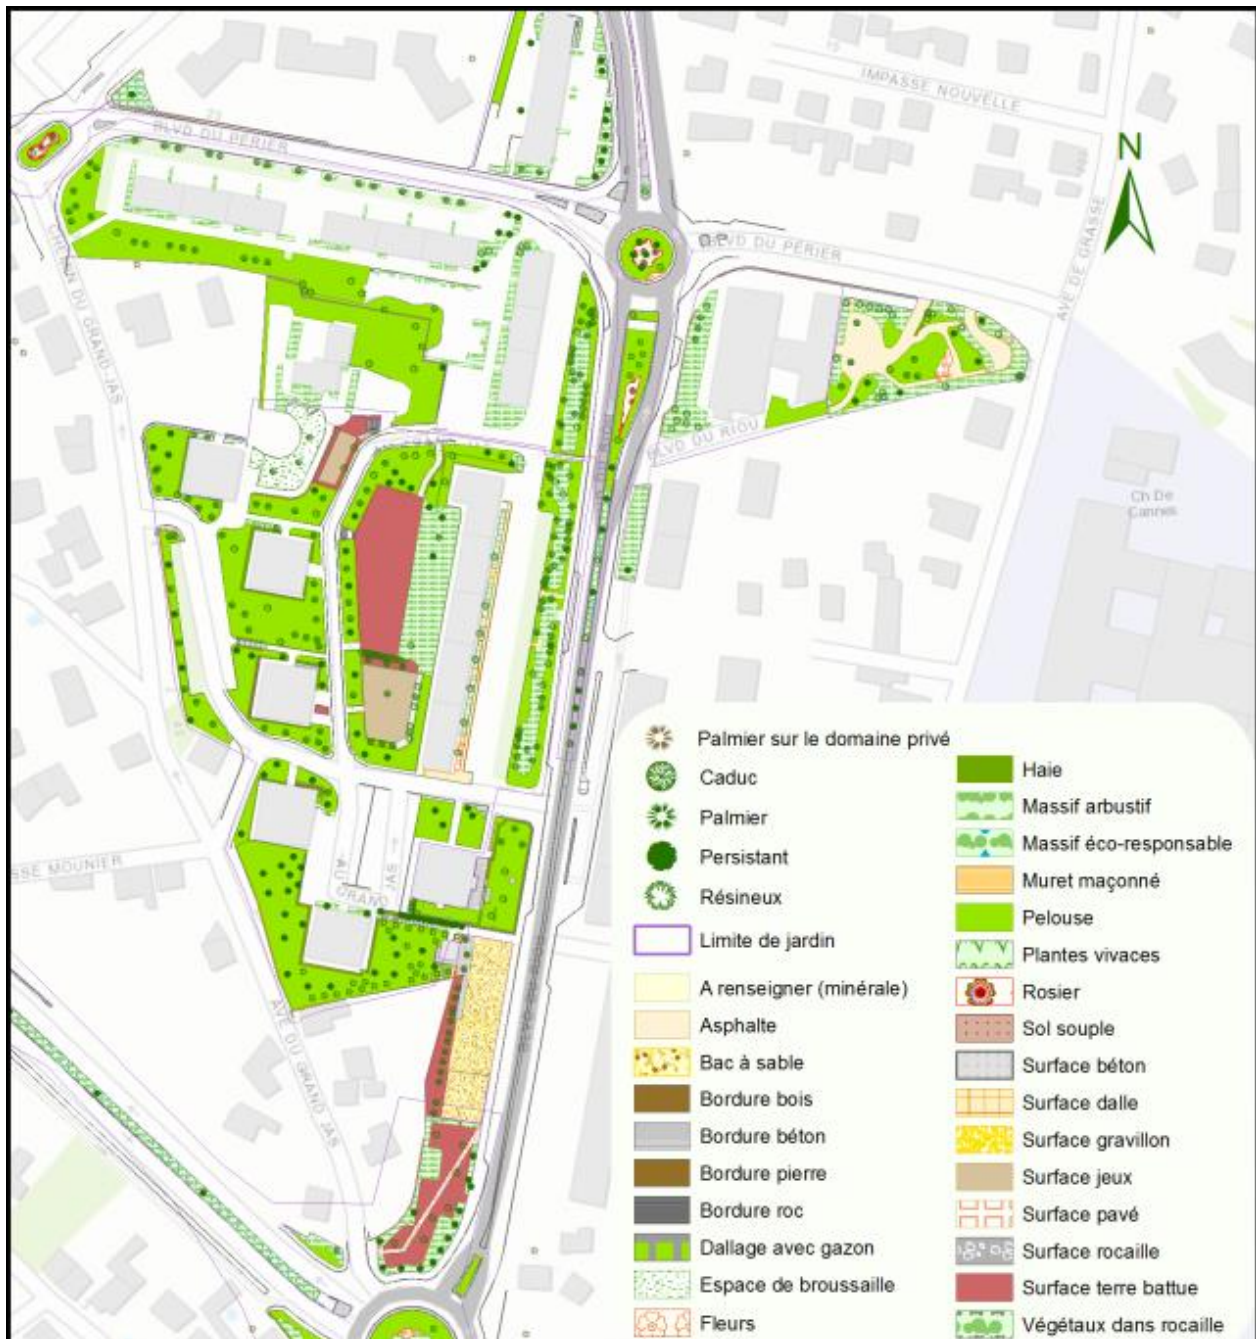 IMPASSE NOUVELLE
N
BLVD DU PERIER
BLVD DU PERIER
AVE DE GRASSE
CHEMIN DU GRAND JAS
BLVD DU RIOU
Ch De
Cannes
SSE MOUNIER
AU
GRAND JAS
AVE DU GRAND JAS
Palmier sur le domaine privé
Caduc
Palmier
Persistant
Résineux
Limite de jardin
A renseigner (minérale)
Asphalte
Bac à sable
Bordure bois
Bordure béton
Bordure pierre
Bordure roc
Dallage avec gazon
Espace de broussaille
Fleurs
Haie
Massif arbustif
Massif éco-responsable
Muret maçonné
Pelouse
Plantes vivaces
Rosier
Sol souple
Surface béton
Surface dalle
Surface gravillon
Surface jeux
Surface pavé
Surface rocaille
Surface terre battue
Végétaux dans rocaille